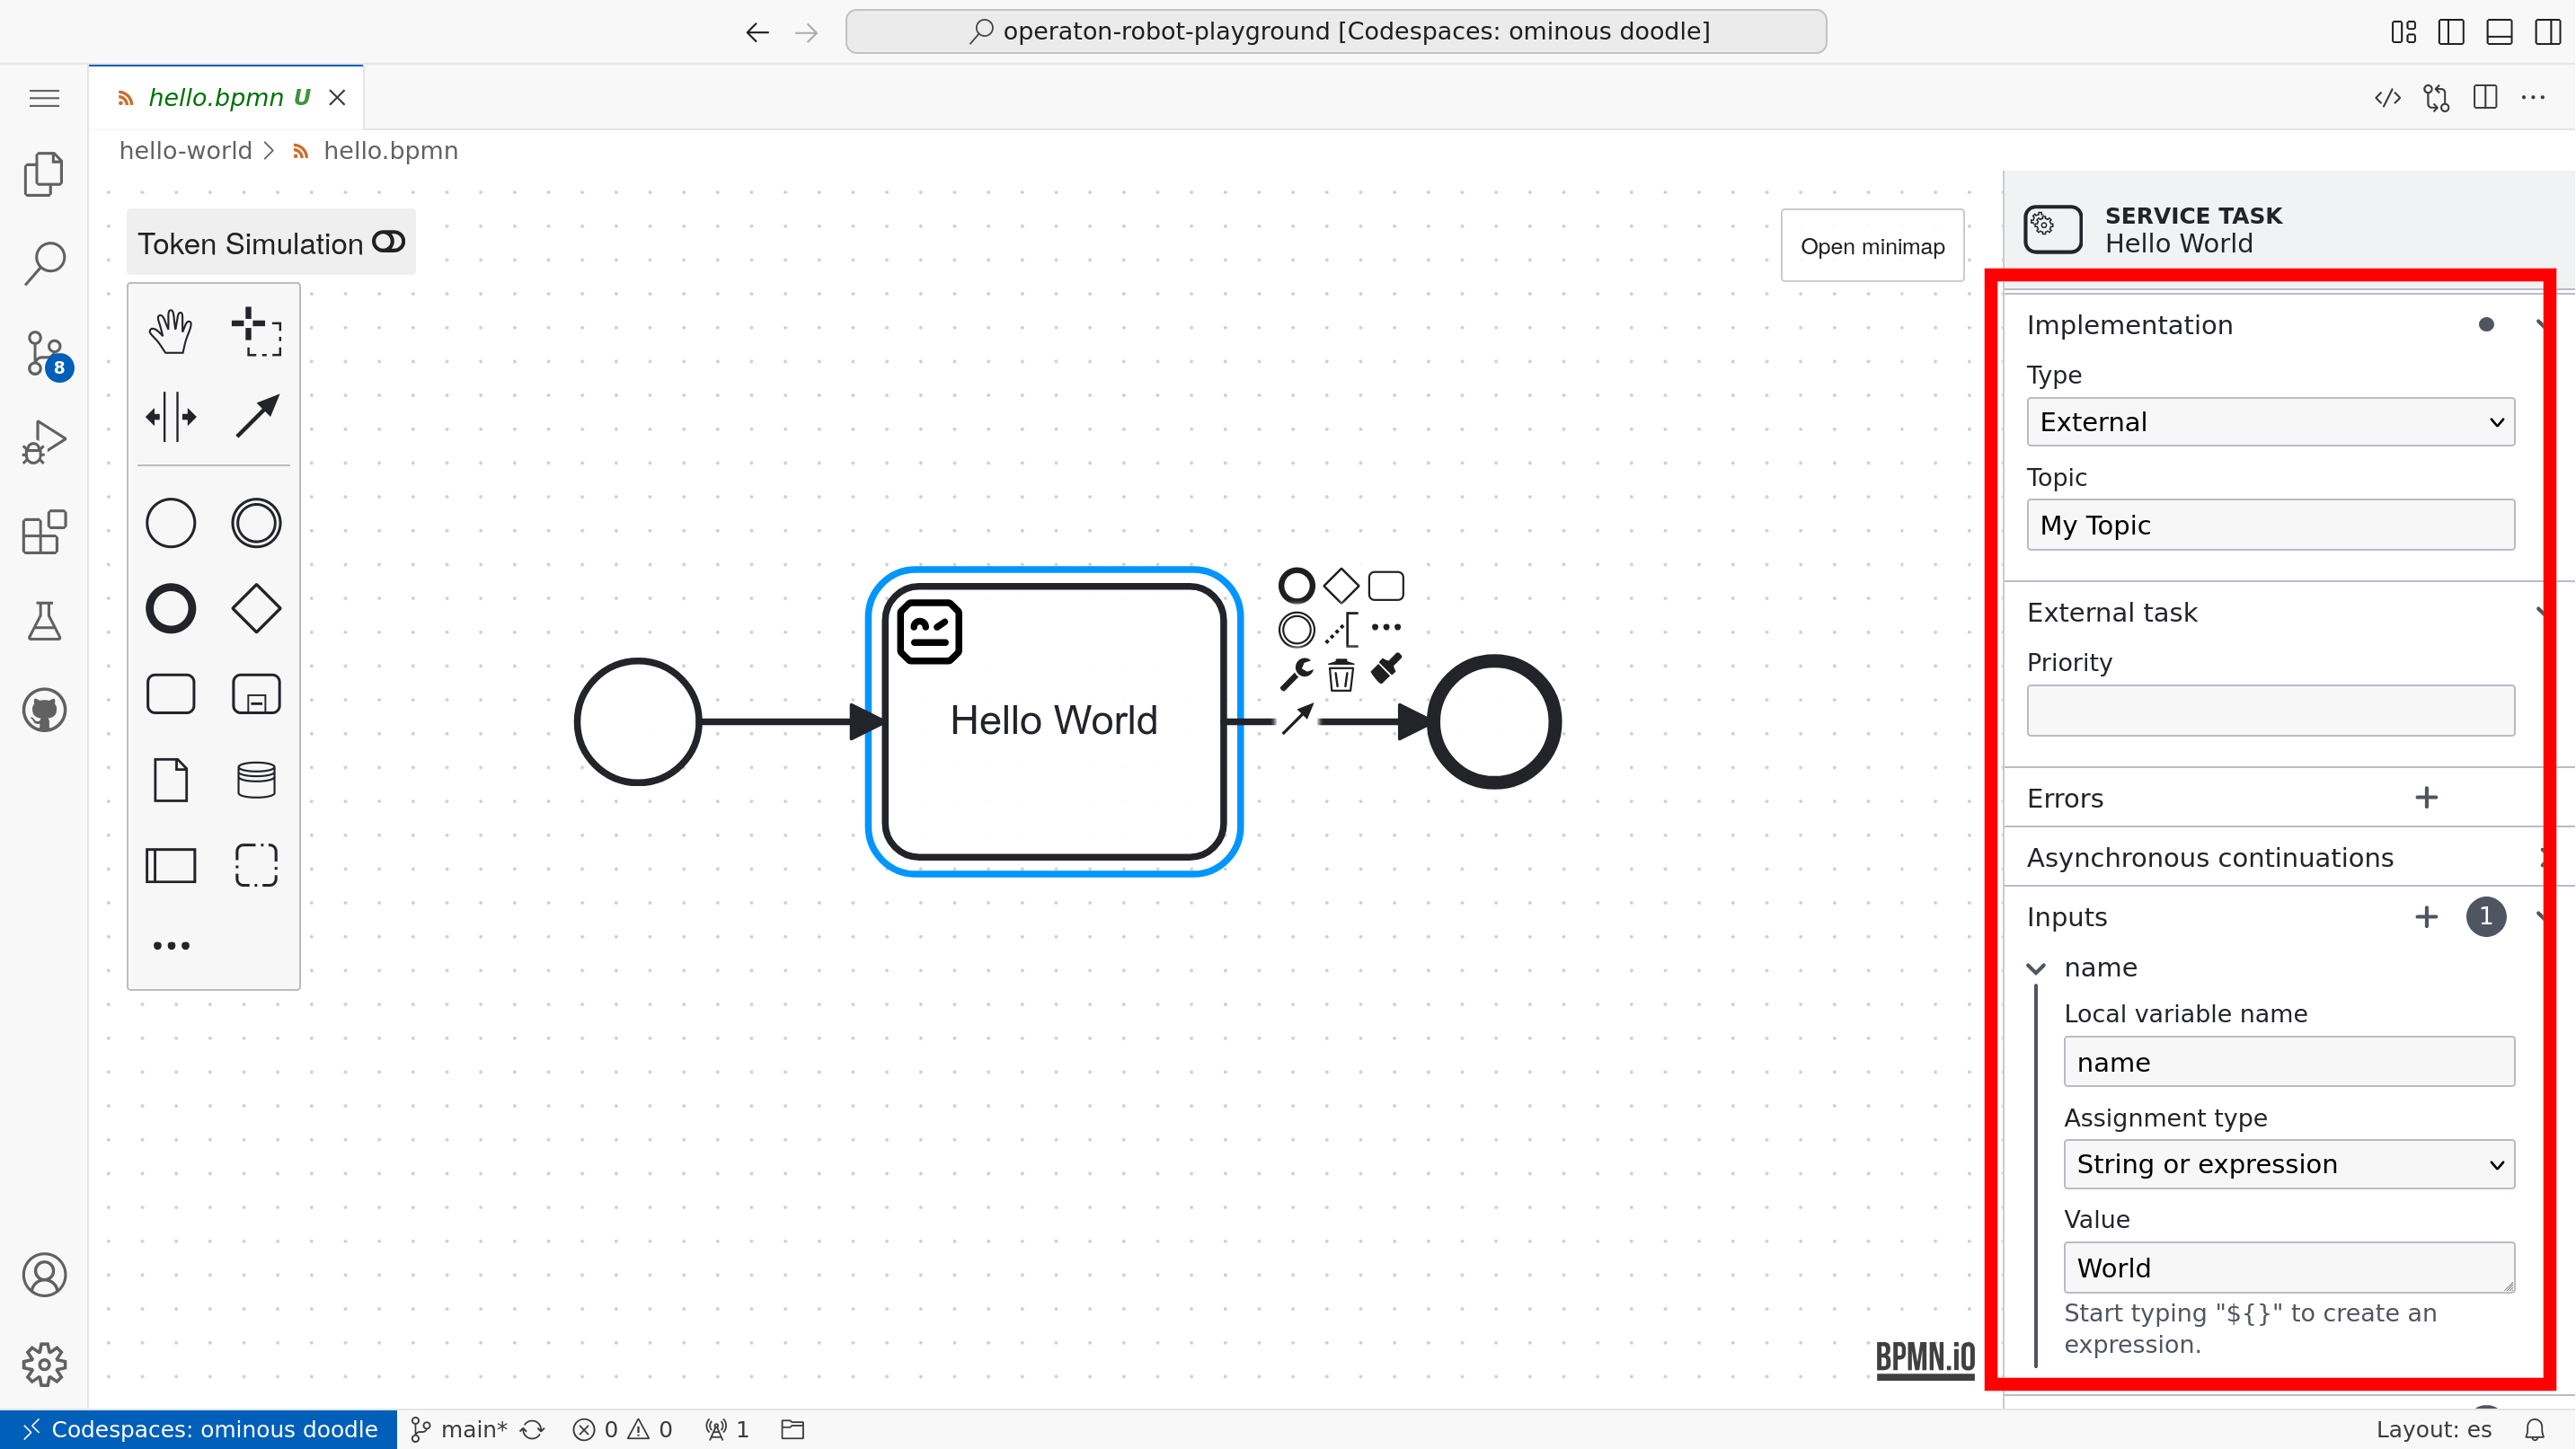 operaton-robot-playground [Codespaces: ominous doodle]
hello.bpmn U
hello-world > hello.bpmn
Token Simulation
Open minimap
8
Hello World
BPMN.iO
SERVICE TASK
Hello World
Implementation
Type
External
Topic
My Topic
External task
Priority
Errors
Asynchronous continuations
Inputs 1
name
Local variable name
name
Assignment type
String or expression
Value
World
Start typing "${}" to create an
expression.
Codespaces: ominous doodle main* 0 0 1 Layout: es